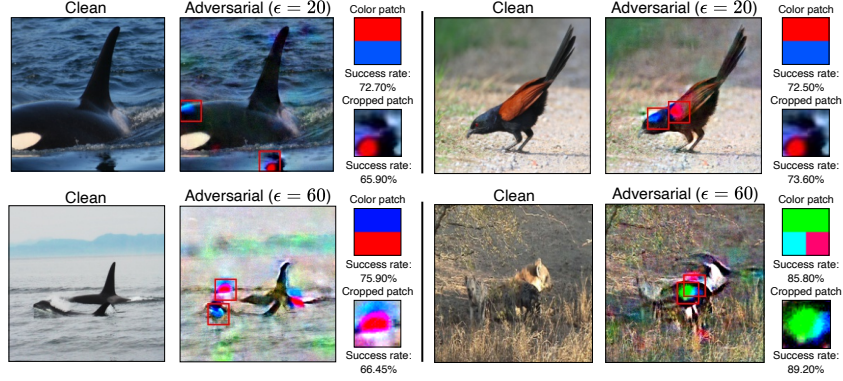 Clean
Adversarial (ϵ = 20)
Color patch
Success rate:
72.70%
Cropped patch
Success rate:
65.90%
Clean
Adversarial (ϵ = 20)
Color patch
Success rate:
72.50%
Cropped patch
Success rate:
73.60%
Clean
Adversarial (ϵ = 60)
Color patch
Success rate:
75.90%
Cropped patch
Success rate:
66.45%
Clean
Adversarial (ϵ = 60)
Color patch
Success rate:
85.80%
Cropped patch
Success rate:
89.20%